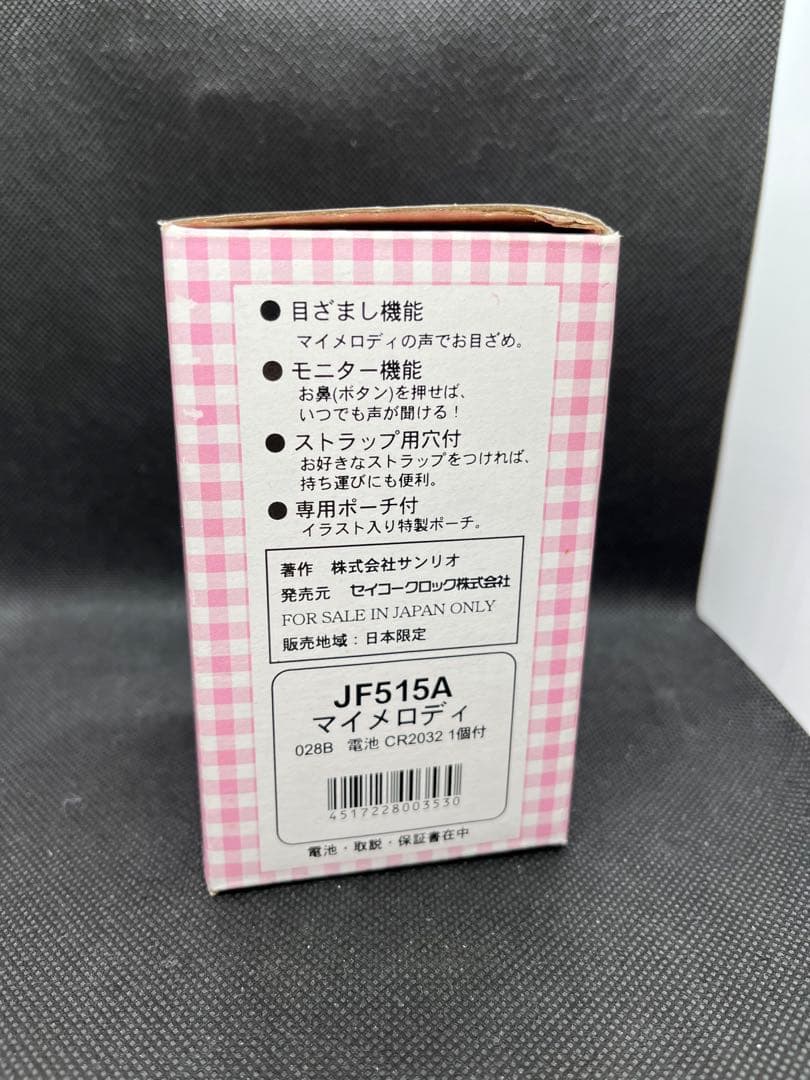 ● 目ざまし機能
マイメロディの声でお目ざめ。
● モニター機能
お鼻(ボタン)を押せば、
いつでも声が聞ける！
● ストラップ用穴付
お好きなストラップをつければ、
持ち運びにも便利。
● 専用ポーチ付
イラスト入り特製ポーチ。
著作　株式会社サンリオ
発売元　セイコークロック株式会社
FOR SALE IN JAPAN ONLY
販売地域：日本限定
JF515A
マイメロディ
028B　電池 CR2032 1個付
4517228003530
電池・取説・保証書在中